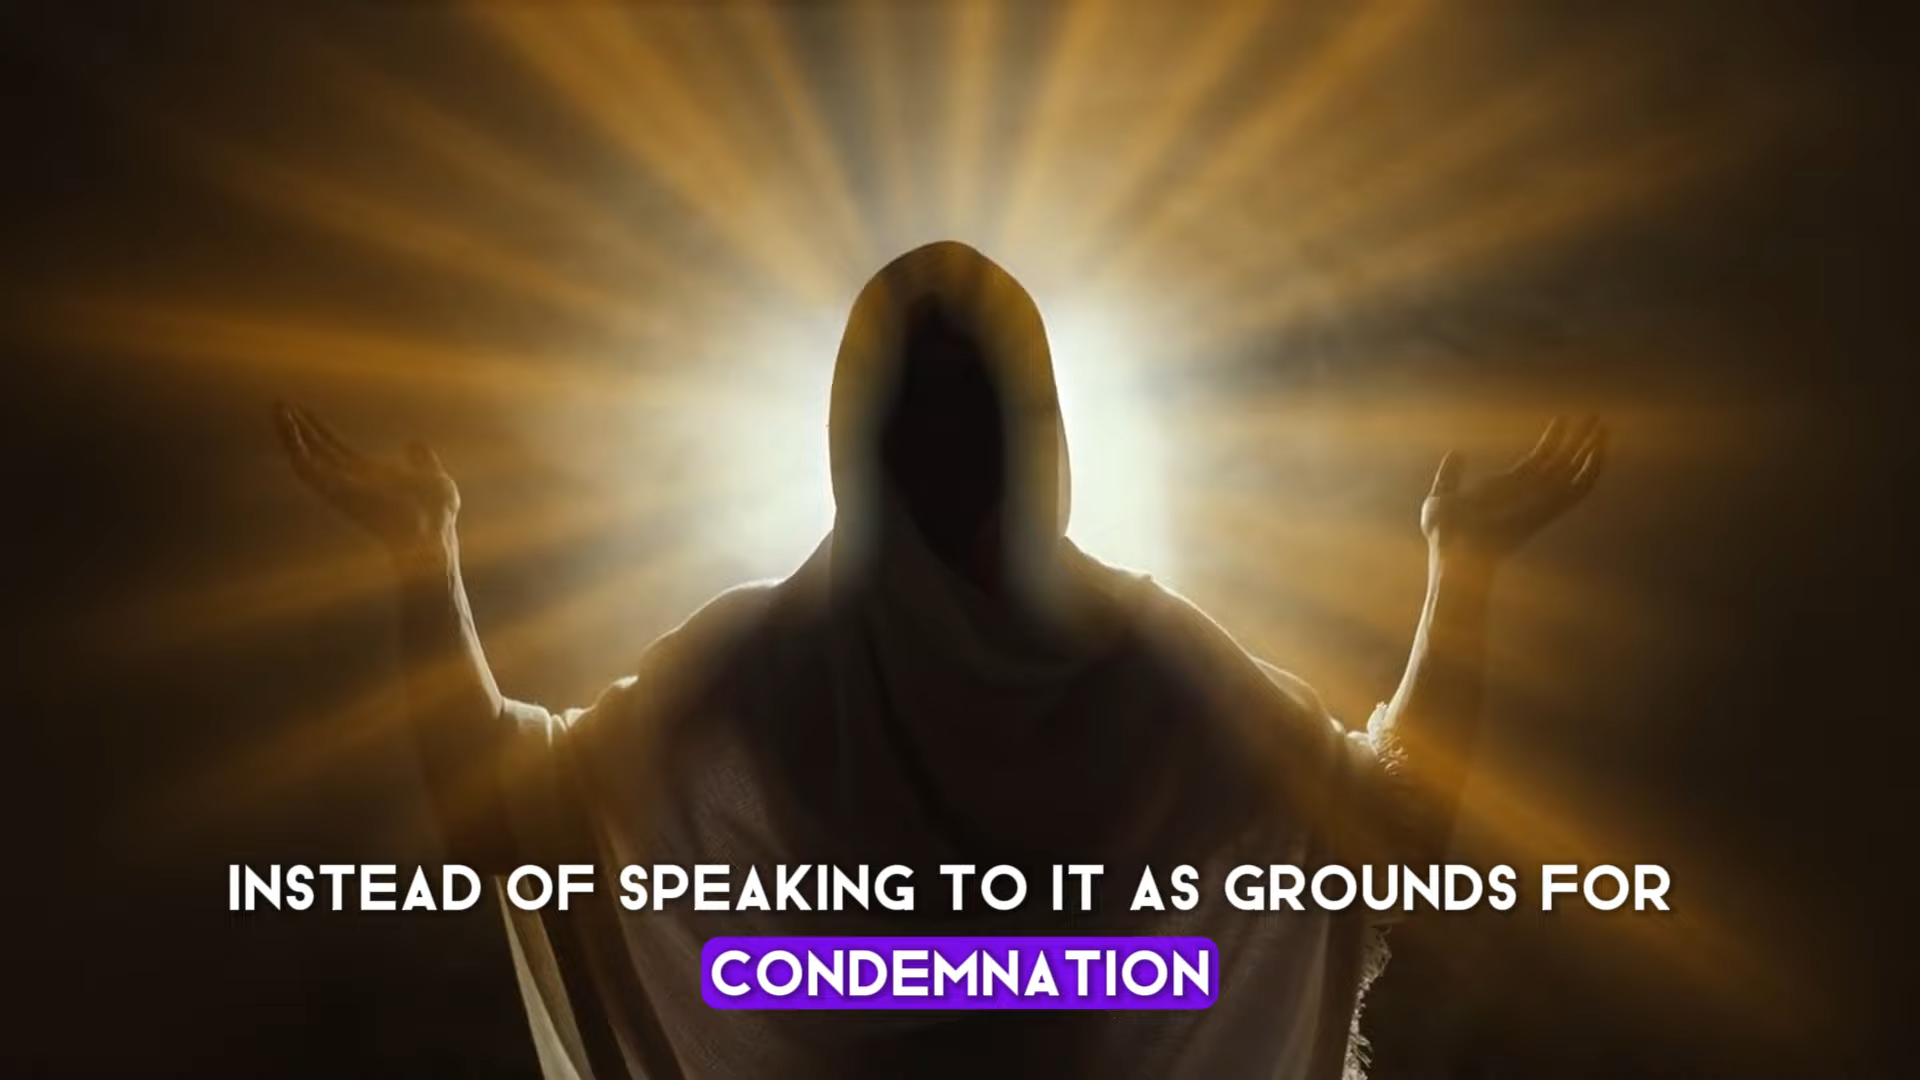 INSTEAD OF SPEAKING TO IT AS GROUNDS FOR
CONDEMNATION